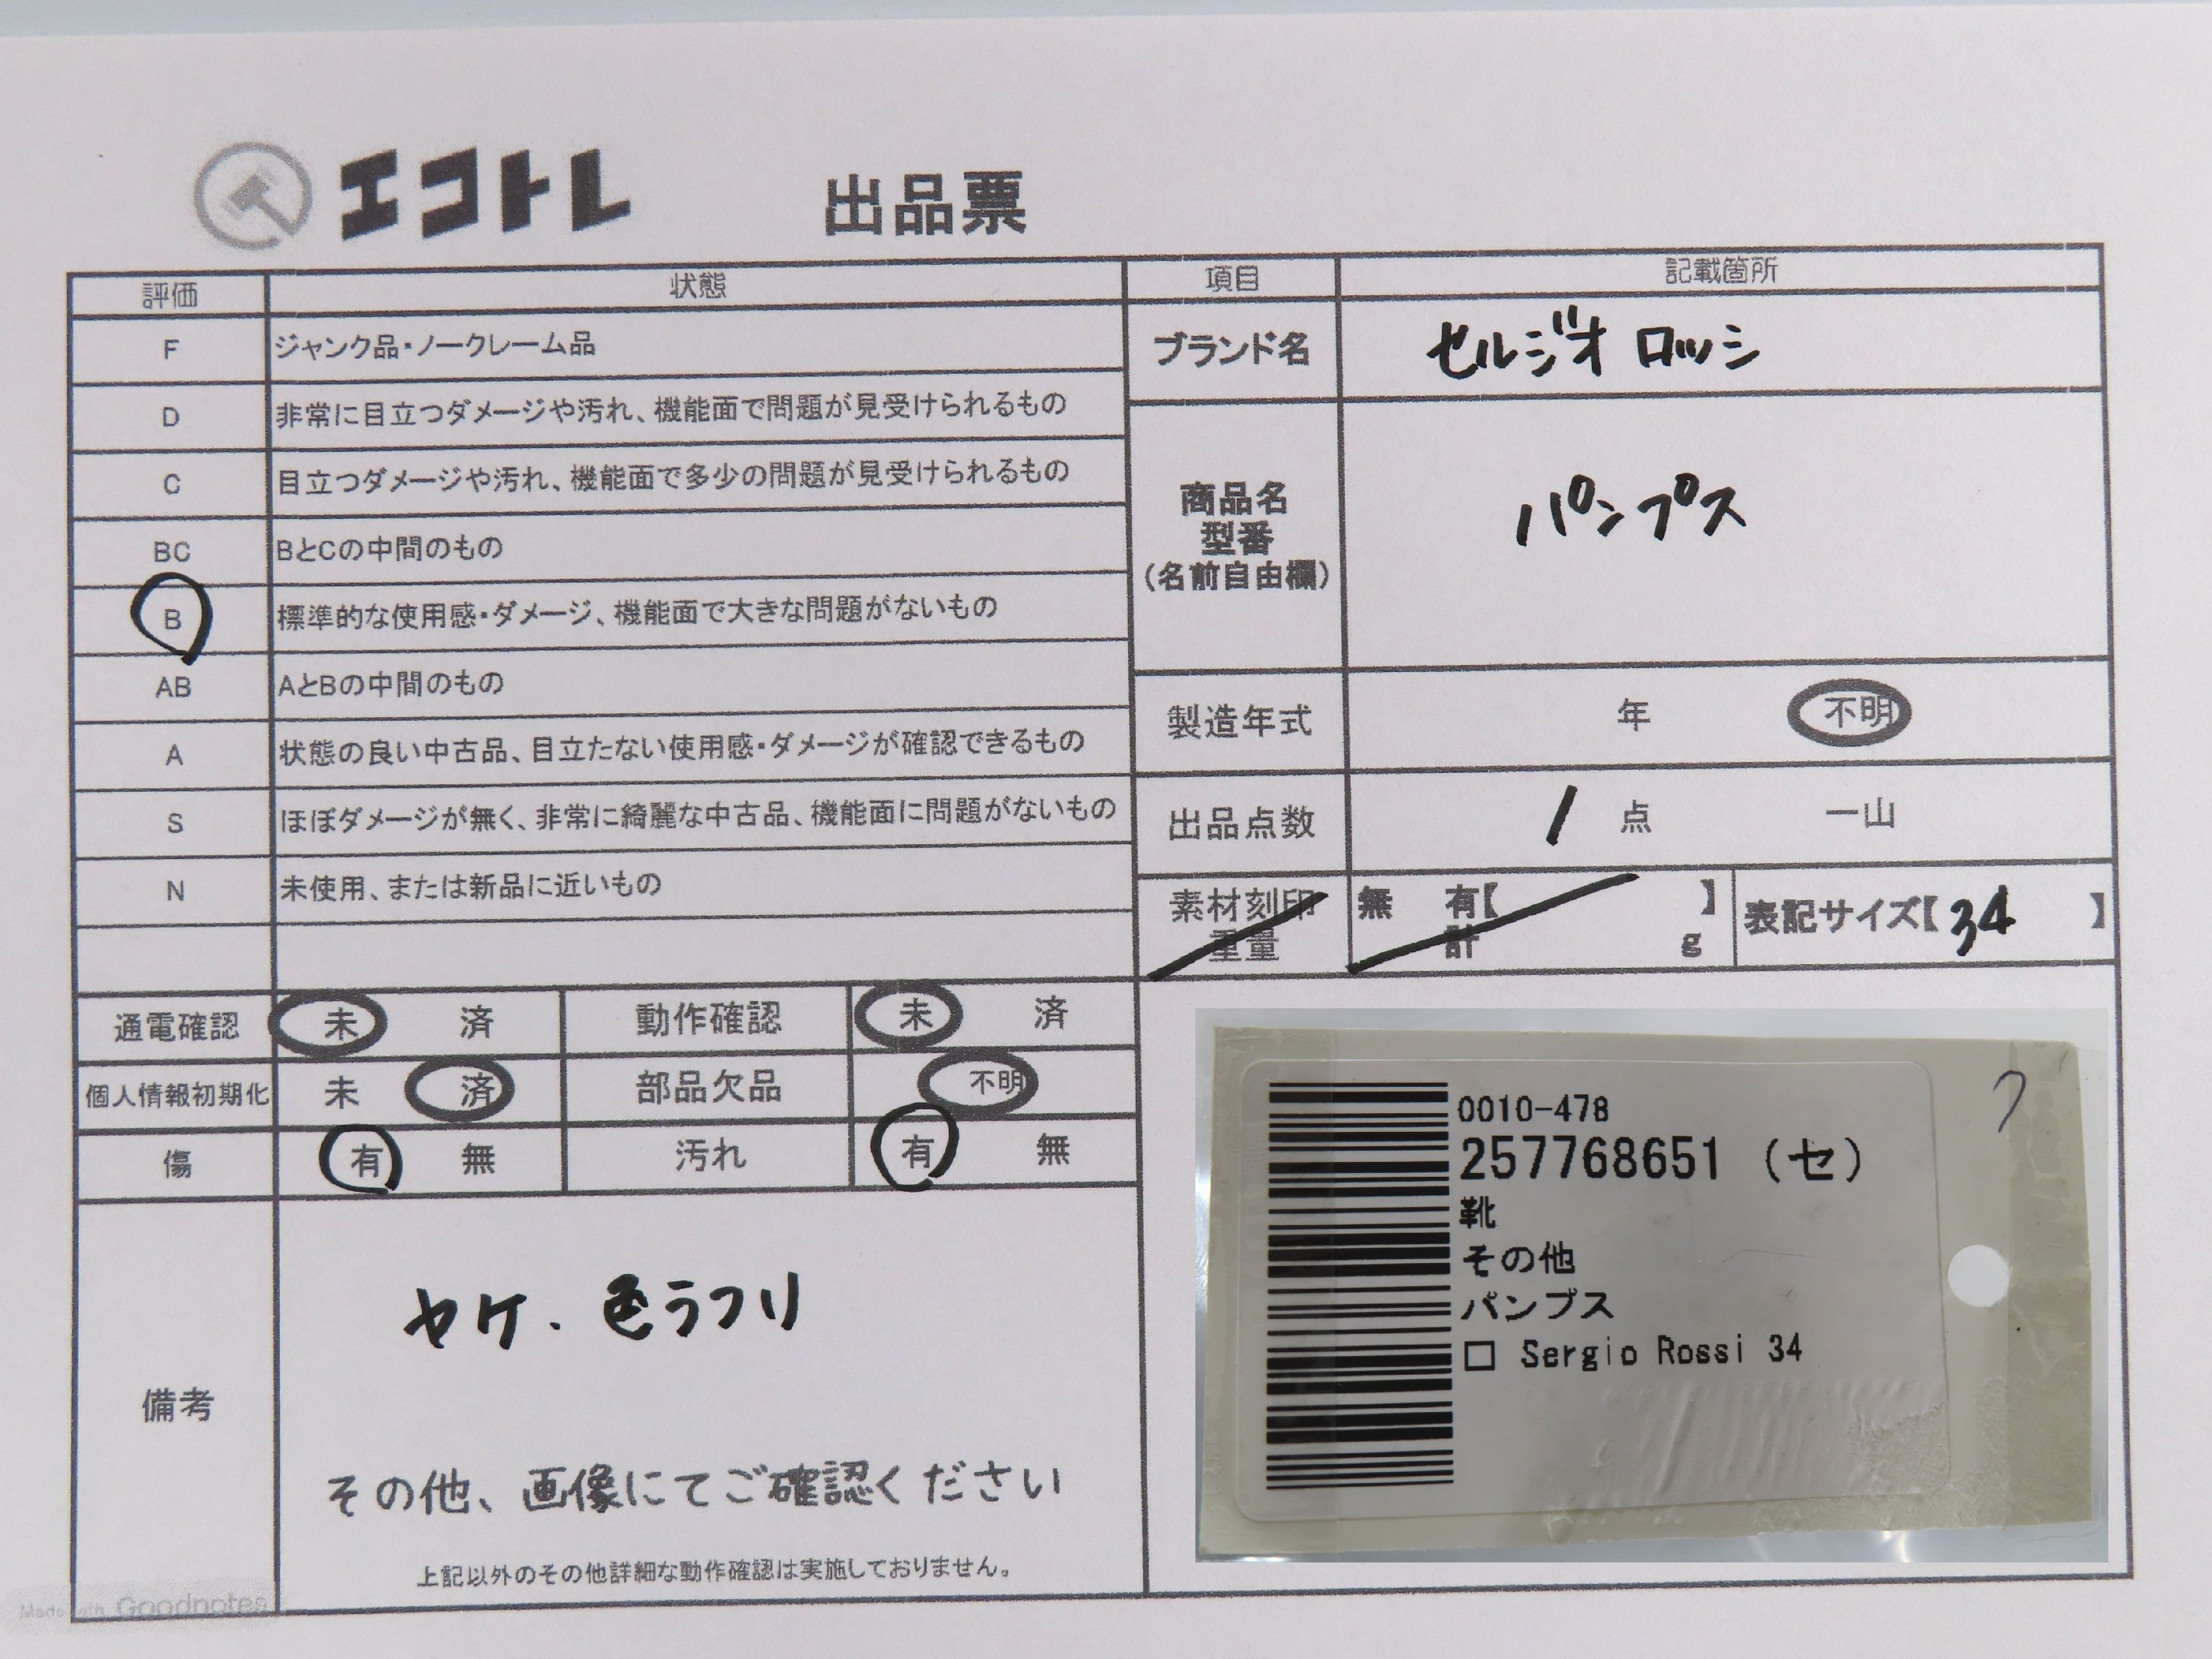 エコトレ 出品票
評価 状態
F ジャンク品・ノークレーム品
D 非常に目立つダメージや汚れ、機能面で問題が見受けられるもの
C 目立つダメージや汚れ、機能面で多少の問題が見受けられるもの
BC BとCの中間のもの
B 標準的な使用感・ダメージ、機能面で大きな問題がないもの
AB AとBの中間のもの
A 状態の良い中古品、目立たない使用感・ダメージが確認できるもの
S ほぼダメージが無く、非常に綺麗な中古品、機能面に問題がないもの
N 未使用、または新品に近いもの
項目 記載箇所
ブランド名 セルジオ ロッシ
商品名
型番
(名前自由欄)
パンプス
製造年式 年 不明
出品点数 1 点 一山
素材刻印 無 有【 】
重量 計 g
表記サイズ【34 】
通電確認 未 済 動作確認 未 済
個人情報初期化 未 済 部品欠品 不明
傷 有 無 汚れ 有 無
備考
ヤケ、色ウツリ
その他、画像にてご確認ください
上記以外のその他詳細な動作確認は実施しておりません。
Made with Goodnotes
0010-478
257768651 (セ)
靴
その他
パンプス
□ Sergio Rossi 34